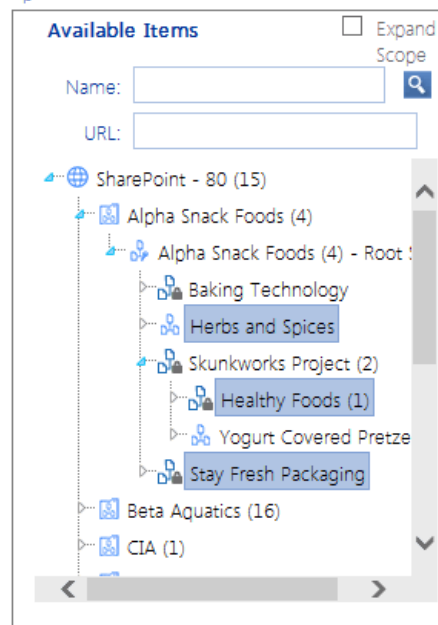 Available Items
Expand
Scope
Name:
URL:
SharePoint - 80 (15)
Alpha Snack Foods (4)
Alpha Snack Foods (4) - Root
Baking Technology
Herbs and Spices
Skunkworks Project (2)
Healthy Foods (1)
Yogurt Covered Pretze
Stay Fresh Packaging
Beta Aquatics (16)
CIA (1)